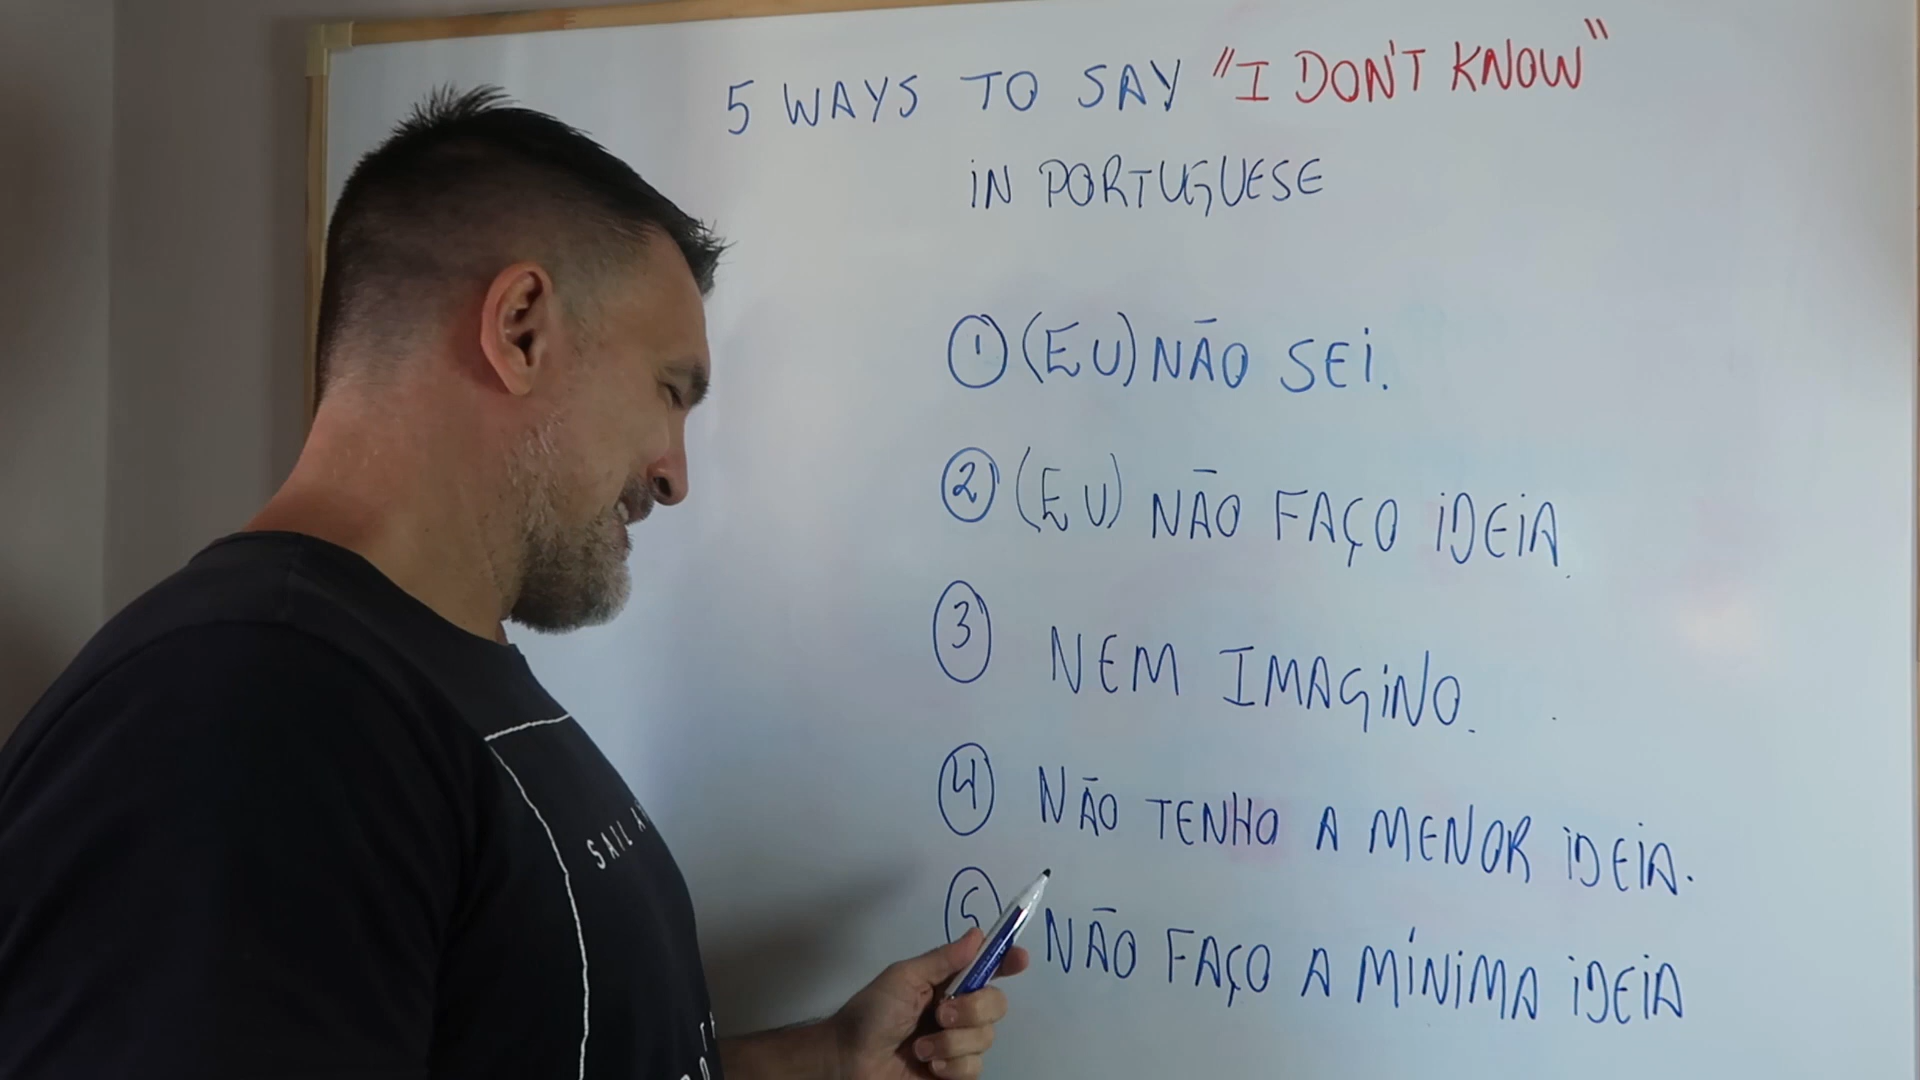 5 WAYS TO SAY "I DON'T KNOW"
IN PORTUGUESE
1 (EU) NÃO SEI.
2 (EU) NÃO FAÇO IDEIA.
3 NEM IMAGINO.
4 NÃO TENHO A MENOR IDEIA.
5 NÃO FAÇO A MÍNIMA IDEIA
SAIL